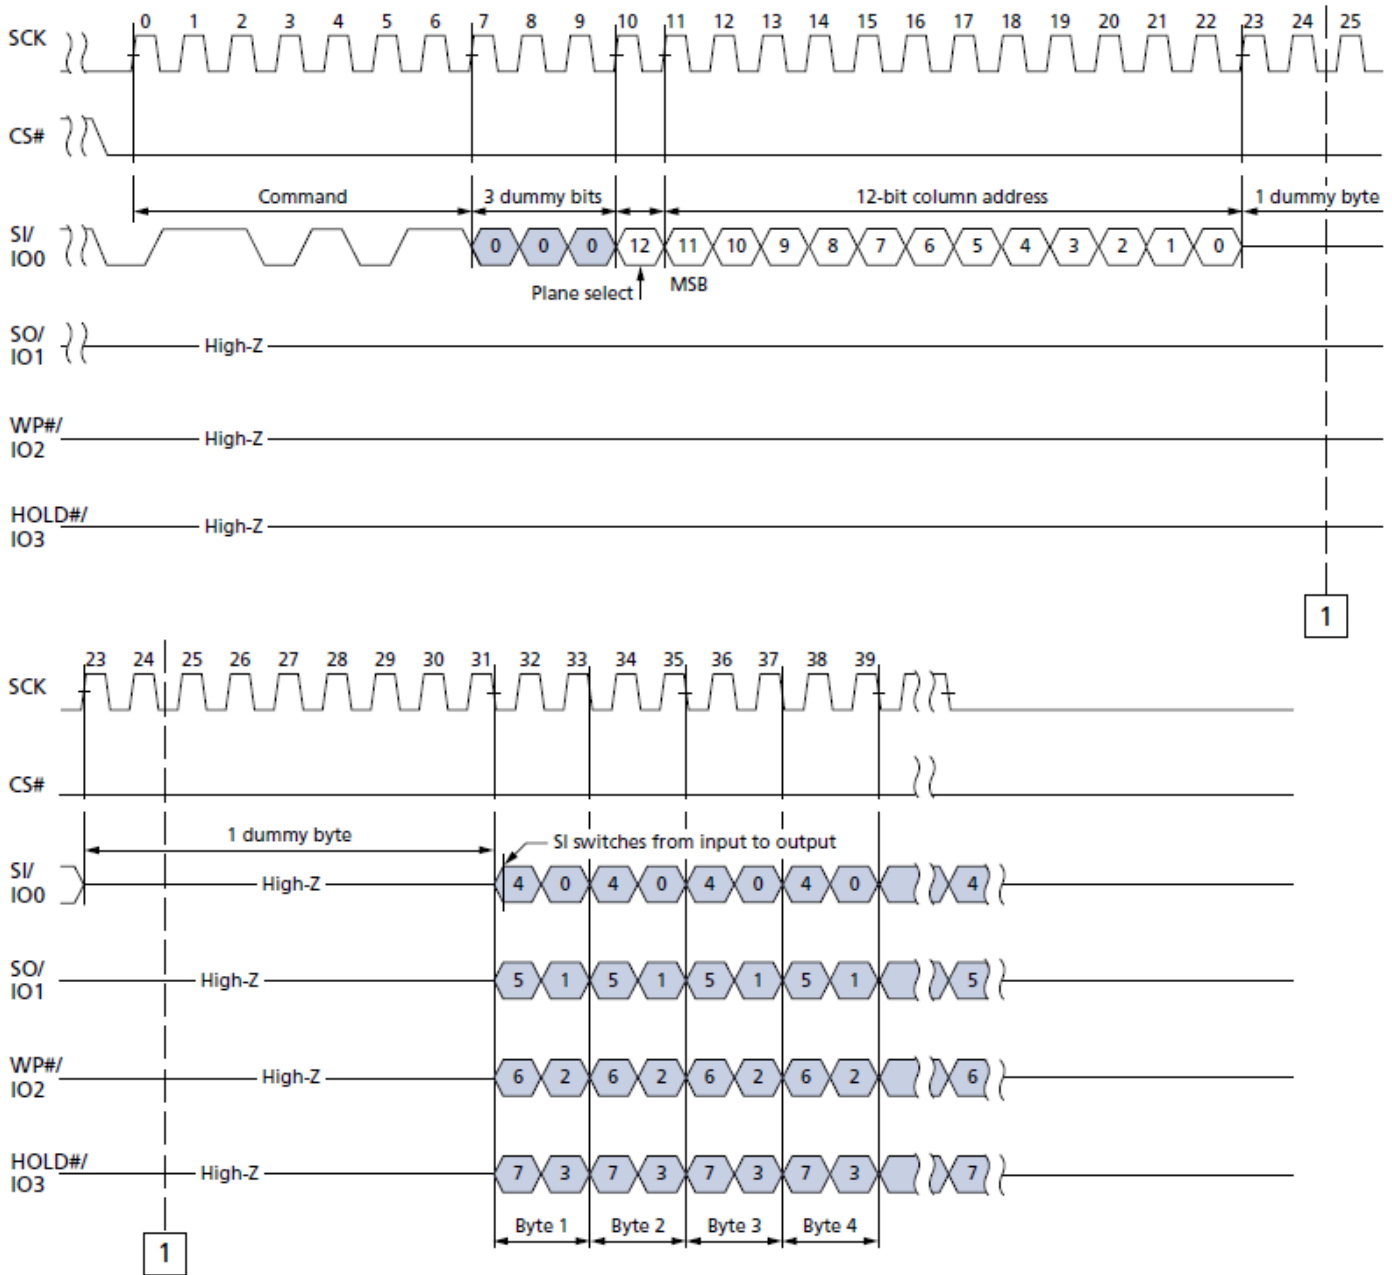 0 1 2 3 4 5 6 7 8 9 10 11 12 13 14 15 16 17 18 19 20 21 22 23 24 25
SCK
CS#
Command 3 dummy bits 12-bit column address 1 dummy byte
SI/
IO0
0 0 0 12 11 10 9 8 7 6 5 4 3 2 1 0
Plane select MSB
SO/
IO1
High-Z
WP#/
IO2
High-Z
HOLD#/
IO3
High-Z
1
23 24 25 26 27 28 29 30 31 32 33 34 35 36 37 38 39
SCK
CS#
1 dummy byte SI switches from input to output
SI/
IO0
High-Z 4 0 4 0 4 0 4 0 4
SO/
IO1
High-Z 5 1 5 1 5 1 5 1 5
WP#/
IO2
High-Z 6 2 6 2 6 2 6 2 6
HOLD#/
IO3
High-Z 7 3 7 3 7 3 7 3 7
Byte 1 Byte 2 Byte 3 Byte 4
1